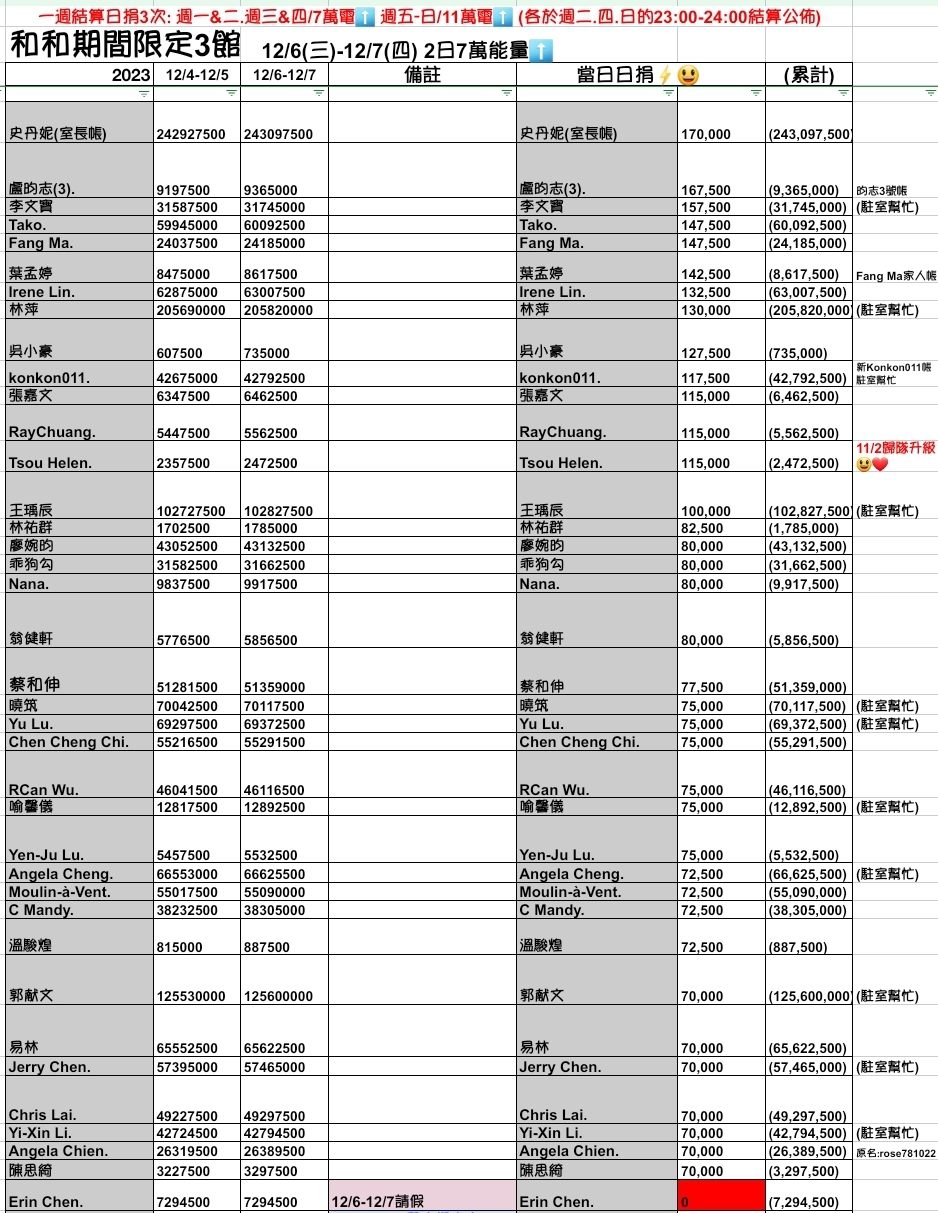 一週結算日捐3次: 週一&二.週三&四/7萬電⬆️ 週五-日/11萬電⬆️ (各於週二.四.日的23:00-24:00結算公佈)
和和期間限定3館 12/6(三)-12/7(四) 2日7萬能量⬆️
2023 12/4-12/5 12/6-12/7 備註 當日日捐⚡😃 (累計)
史丹妮(室長帳) 242927500 243097500 史丹妮(室長帳) 170,000 (243,097,500)
盧昀志(3). 9197500 9365000 盧昀志(3). 167,500 (9,365,000) 昀志3號帳
李文寶 31587500 31745000 李文寶 157,500 (31,745,000) (駐室幫忙)
Tako. 59945000 60092500 Tako. 147,500 (60,092,500)
Fang Ma. 24037500 24185000 Fang Ma. 147,500 (24,185,000)
葉孟婷 8475000 8617500 葉孟婷 142,500 (8,617,500) Fang Ma家人帳
Irene Lin. 62875000 63007500 Irene Lin. 132,500 (63,007,500)
林萍 205690000 205820000 林萍 130,000 (205,820,000) (駐室幫忙)
吳小豪 607500 735000 吳小豪 127,500 (735,000)
konkon011. 42675000 42792500 konkon011. 117,500 (42,792,500) 新Konkon011帳
駐室幫忙
張嘉文 6347500 6462500 張嘉文 115,000 (6,462,500)
RayChuang. 5447500 5562500 RayChuang. 115,000 (5,562,500)
Tsou Helen. 2357500 2472500 Tsou Helen. 115,000 (2,472,500) 11/2歸隊升級
😃❤️
王瑀辰 102727500 102827500 王瑀辰 100,000 (102,827,500) (駐室幫忙)
林祐群 1702500 1785000 林祐群 82,500 (1,785,000)
廖婉昀 43052500 43132500 廖婉昀 80,000 (43,132,500)
乖狗勾 31582500 31662500 乖狗勾 80,000 (31,662,500)
Nana. 9837500 9917500 Nana. 80,000 (9,917,500)
翁健軒 5776500 5856500 翁健軒 80,000 (5,856,500)
蔡和伸 51281500 51359000 蔡和伸 77,500 (51,359,000)
曉筑 70042500 70117500 曉筑 75,000 (70,117,500) (駐室幫忙)
Yu Lu. 69297500 69372500 Yu Lu. 75,000 (69,372,500) (駐室幫忙)
Chen Cheng Chi. 55216500 55291500 Chen Cheng Chi. 75,000 (55,291,500)
RCan Wu. 46041500 46116500 RCan Wu. 75,000 (46,116,500)
喻馨儀 12817500 12892500 喻馨儀 75,000 (12,892,500) (駐室幫忙)
Yen-Ju Lu. 5457500 5532500 Yen-Ju Lu. 75,000 (5,532,500)
Angela Cheng. 66553000 66625500 Angela Cheng. 72,500 (66,625,500) (駐室幫忙)
Moulin-à-Vent. 55017500 55090000 Moulin-à-Vent. 72,500 (55,090,000)
C Mandy. 38232500 38305000 C Mandy. 72,500 (38,305,000)
溫駿煌 815000 887500 溫駿煌 72,500 (887,500)
郭献文 125530000 125600000 郭献文 70,000 (125,600,000) (駐室幫忙)
易林 65552500 65622500 易林 70,000 (65,622,500)
Jerry Chen. 57395000 57465000 Jerry Chen. 70,000 (57,465,000) (駐室幫忙)
Chris Lai. 49227500 49297500 Chris Lai. 70,000 (49,297,500)
Yi-Xin Li. 42724500 42794500 Yi-Xin Li. 70,000 (42,794,500) (駐室幫忙)
Angela Chien. 26319500 26389500 Angela Chien. 70,000 (26,389,500) 原名:rose781022
陳思綺 3227500 3297500 陳思綺 70,000 (3,297,500)
Erin Chen. 7294500 7294500 12/6-12/7請假 Erin Chen. 0 (7,294,500)